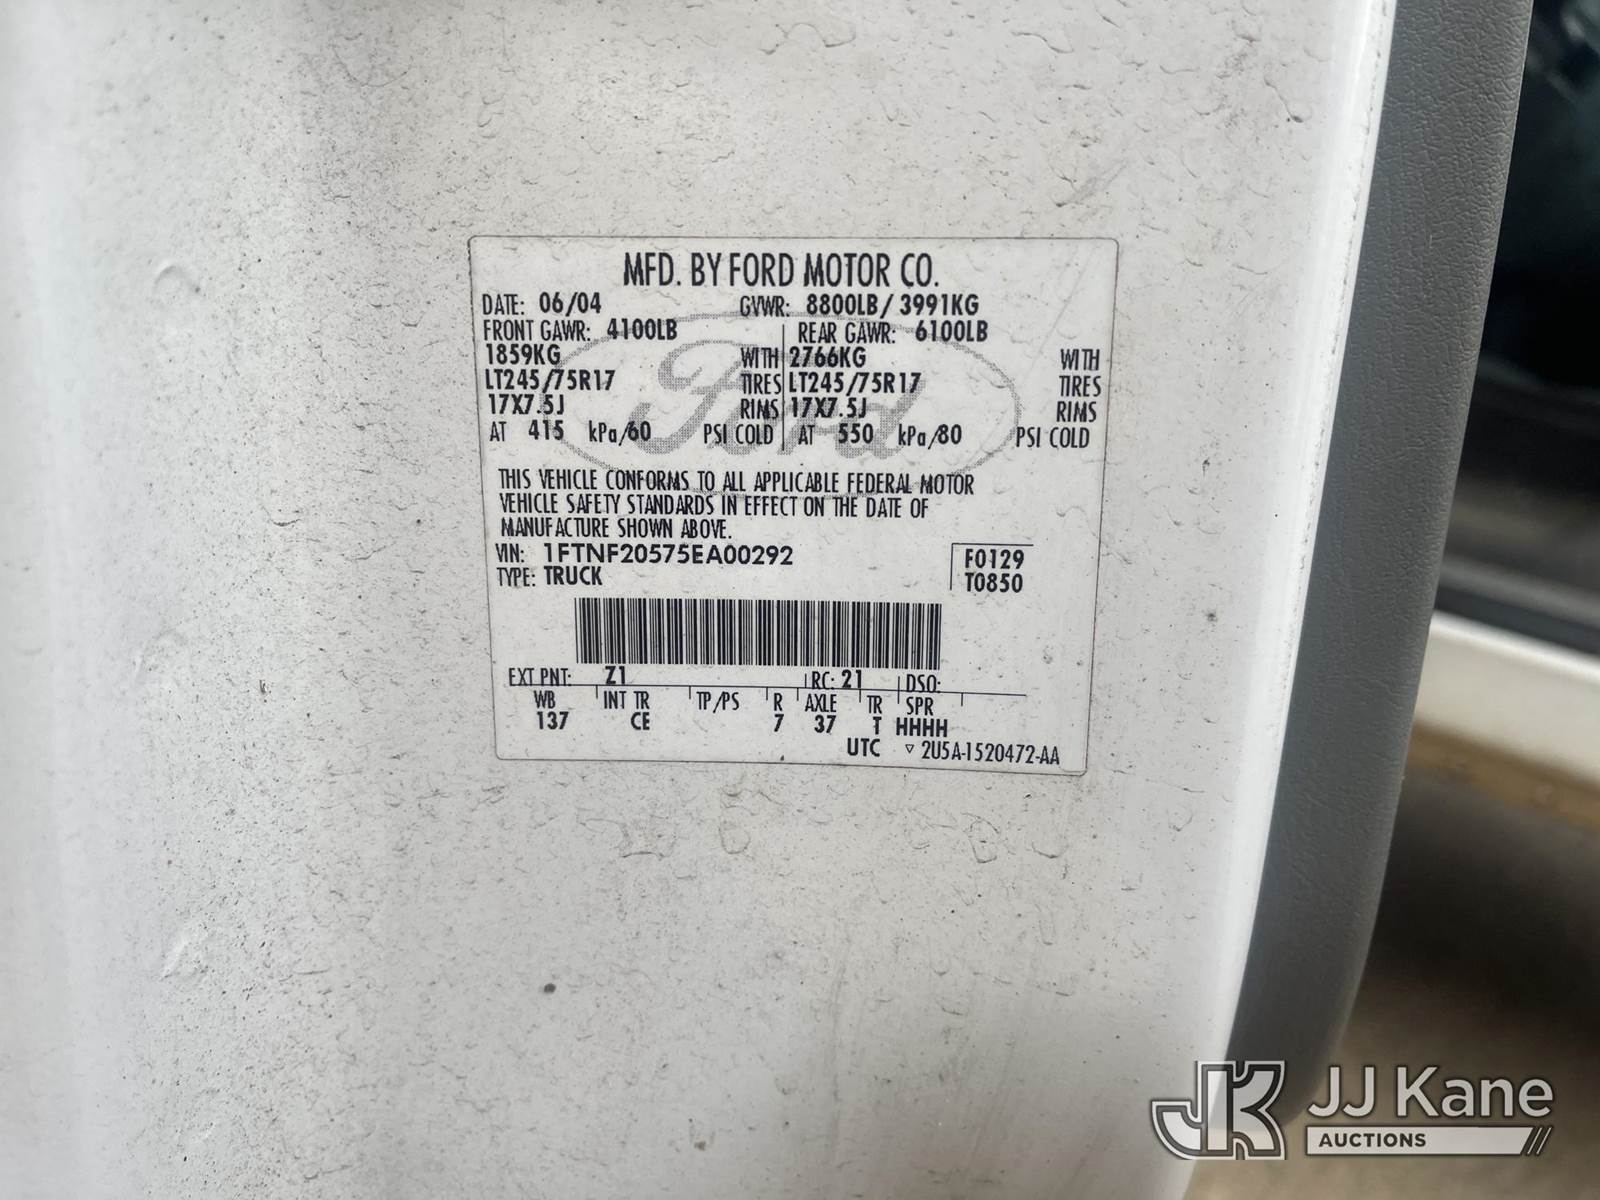 MFD. BY FORD MOTOR CO.
DATE: 06/04 GVWR: 8800LB/ 3991KG
FRONT GAWR: 4100LB REAR GAWR: 6100LB
1859KG WITH 2766KG WITH
LT245/75R17 TIRES LT245/75R17 TIRES
17X7.5J RIMS 17X7.5J RIMS
AT 415 kPa/60 PSI COLD AT 550 kPa/80 PSI COLD
Ford
THIS VEHICLE CONFORMS TO ALL APPLICABLE FEDERAL MOTOR
VEHICLE SAFETY STANDARDS IN EFFECT ON THE DATE OF
MANUFACTURE SHOWN ABOVE.
VIN: 1FTNF20575EA00292 F0129
TYPE: TRUCK T0850
EXT PNT: Z1 RC: 21 DSO:
WB INT TR TP/PS R AXLE TR SPR
137 CE 7 37 T HHHH
UTC ▿ 2U5A-1520472-AA
JK JJ Kane
AUCTIONS